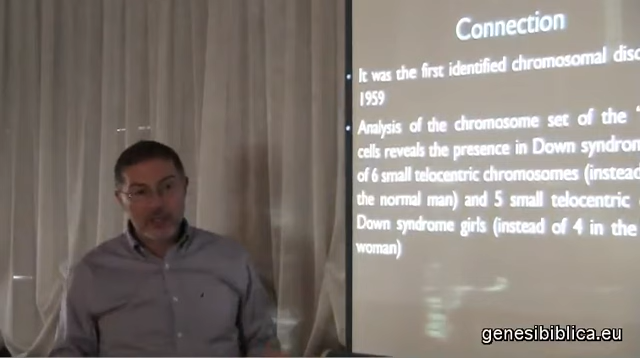 Connection
It was the first identified chromosomal
1959
Analysis of the chromosome set of the
cells reveals the presence in Down
of 6 small telocentric chromosomes (instead
the normal man) and 5 small telocentric
Down syndrome girls (instead of 4 in the
woman)
genesibiblica.eu